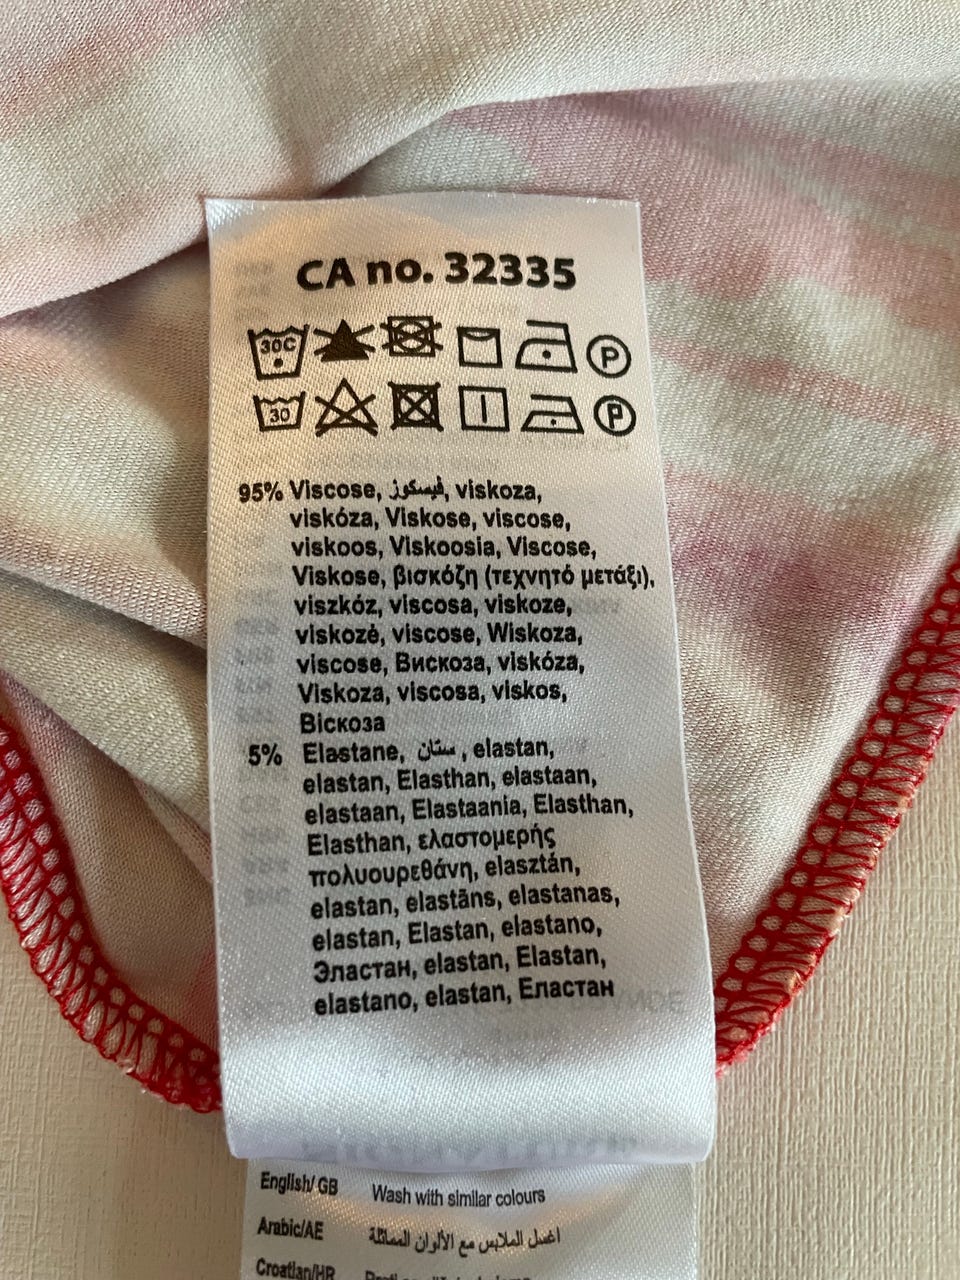 CA no. 32335
30C P
30 P
95% Viscose, فيسكوز, viskoza,
viskóza, Viskose, viscose,
viskoos, Viskoosia, Viscose,
Viskose, βισκόζη (τεχνητό μετάξι),
viszkóz, viscosa, viskoze,
viskozė, viscose, Wiskoza,
viscose, Вискоза, viskóza,
Viskoza, viscosa, viskos,
Віскоза
5% Elastane, ستان, elastan,
elastan, Elasthan, elastaan,
elastaan, Elastaania, Elasthan,
Elasthan, ελαστομερής
πολυουρεθάνη, elasztán,
elastan, elastāns, elastanas,
elastan, Elastan, elastano,
Эластан, elastan, Elastan,
elastano, elastan, Еластан
English/GB Wash with similar colours
Arabic/AE اغسل الملابس مع الألوان المماثلة
Croatian/HR